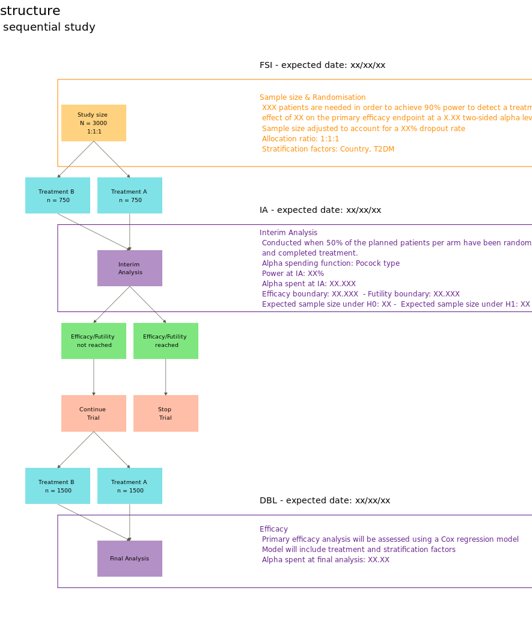 structure
sequential study
FSI - expected date: xx/xx/xx
Sample size & Randomisation
XXX patients are needed in order to achieve 90% power to detect a
effect of XX on the primary efficacy endpoint at a X.XX two-sided alpha
Sample size adjusted to account for a XX% dropout rate
Allocation ratio: 1:1:1
Stratification factors: Country, T2DM
Study size
N = 3000
1:1:1
Treatment B
n = 750
Treatment A
n = 750
IA - expected date: xx/xx/xx
Interim Analysis
Conducted when 50% of the planned patients per arm have been
and completed treatment.
Alpha spending function: Pocock type
Power at IA: XX%
Alpha spent at IA: XX.XXX
Efficacy boundary: XX.XXX - Futility boundary: XX.XXX
Expected sample size under H0: XX - Expected sample size under H1: XX
Interim
Analysis
Efficacy/Futility
not reached
Efficacy/Futility
reached
Continue
Trial
Stop
Trial
Treatment B
n = 1500
Treatment A
n = 1500
DBL - expected date: xx/xx/xx
Efficacy
Primary efficacy analysis will be assessed using a Cox regression model
Model will include treatment and stratification factors
Alpha spent at final analysis: XX.XX
Final Analysis